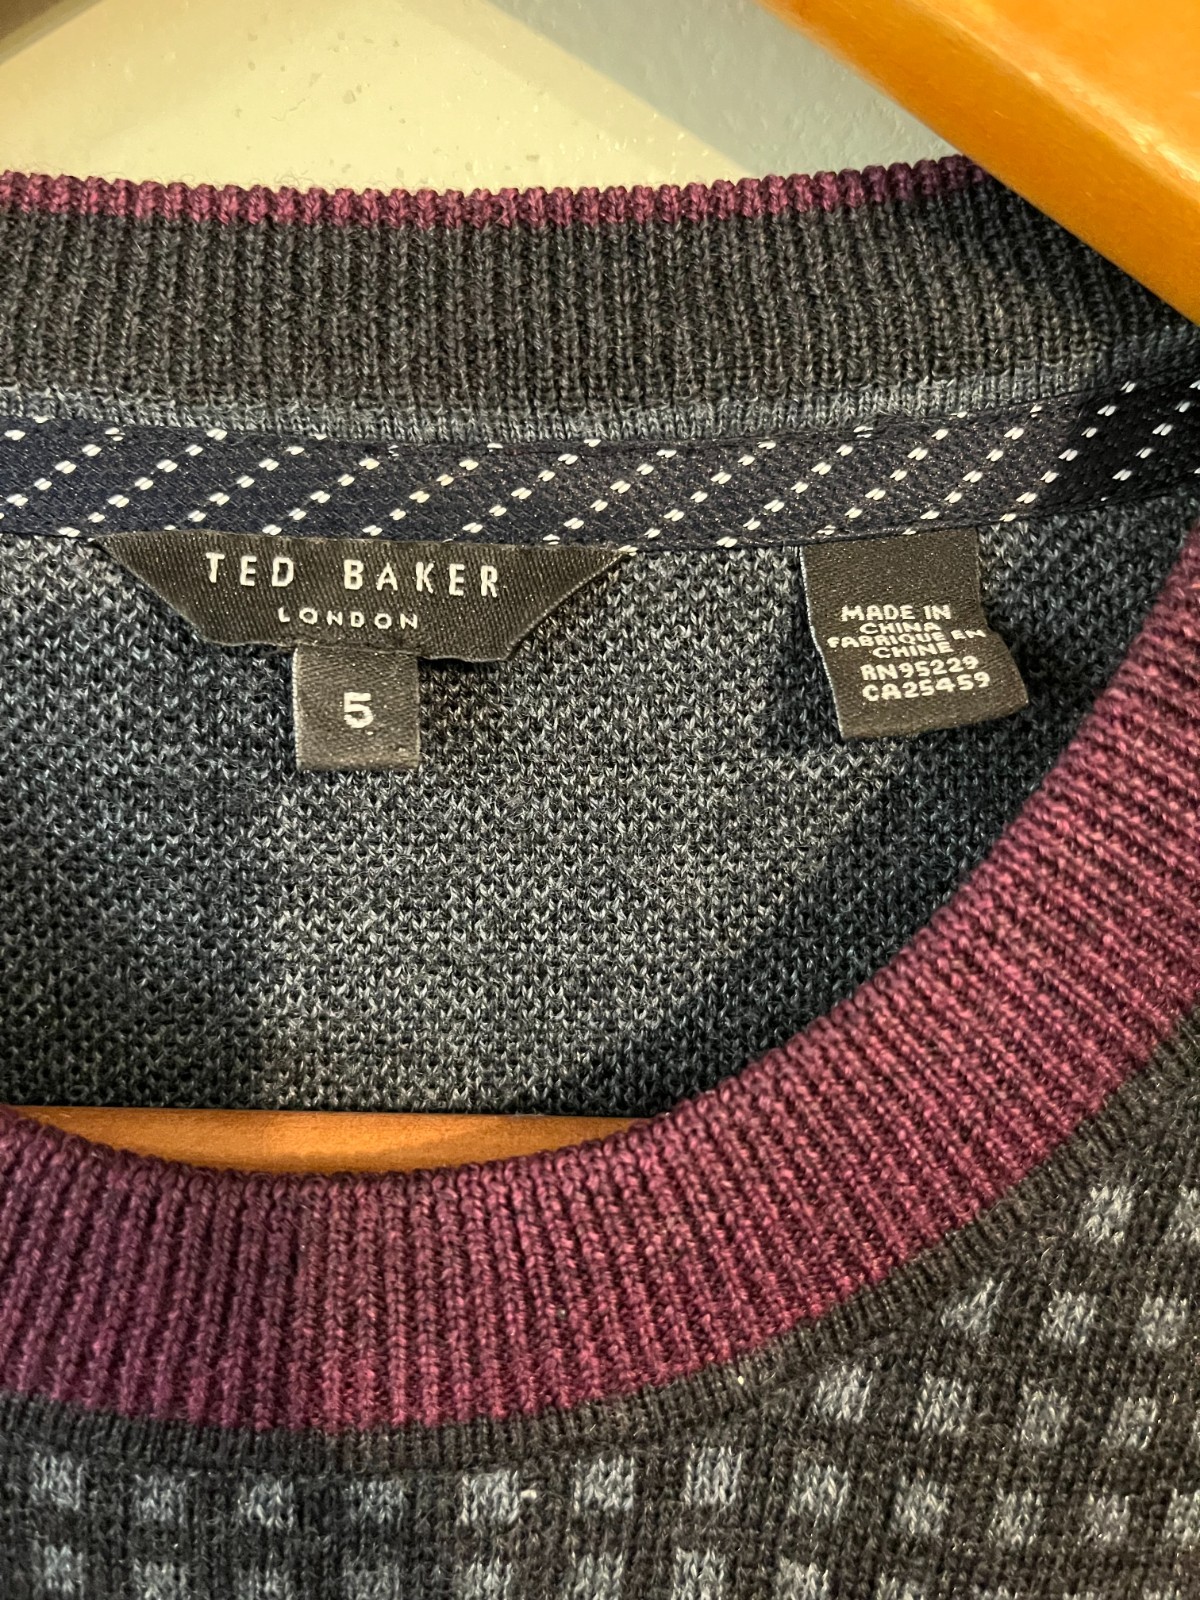 TED BAKER
LONDON
5
MADE IN
CHINA
FABRIQUE EN
CHINE
RN95229
CA25459